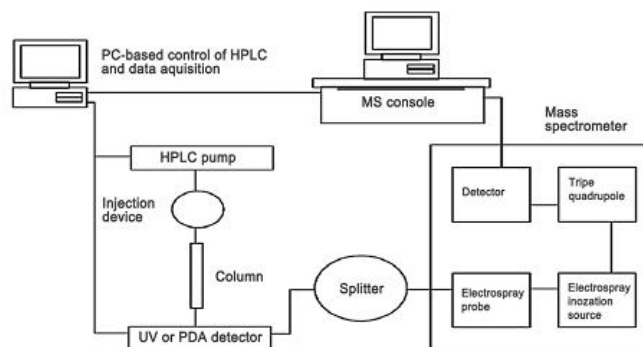 PC-based control of HPLC
and data aquisition
MS console
Mass
spectrometer
HPLC pump
Injection
device
Column
UV or PDA detector
Splitter
Detector
Tripe
quadrupole
Electrospray
probe
Electrospray
inozation
source